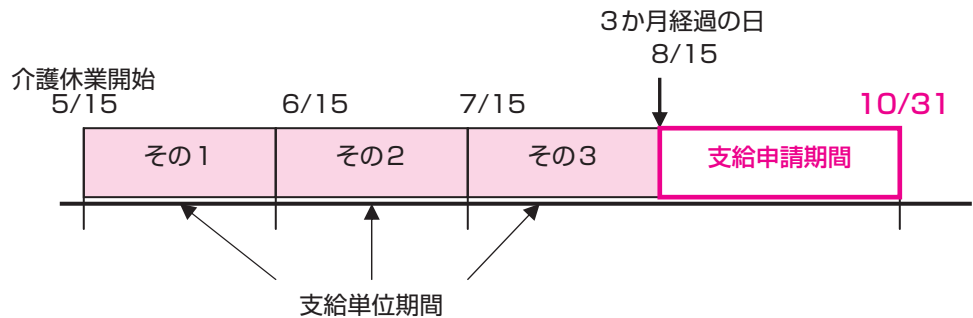 3か月経過の日
8/15
介護休業開始
5/15
6/15
7/15
10/31
その1
その2
その3
支給申請期間
支給単位期間